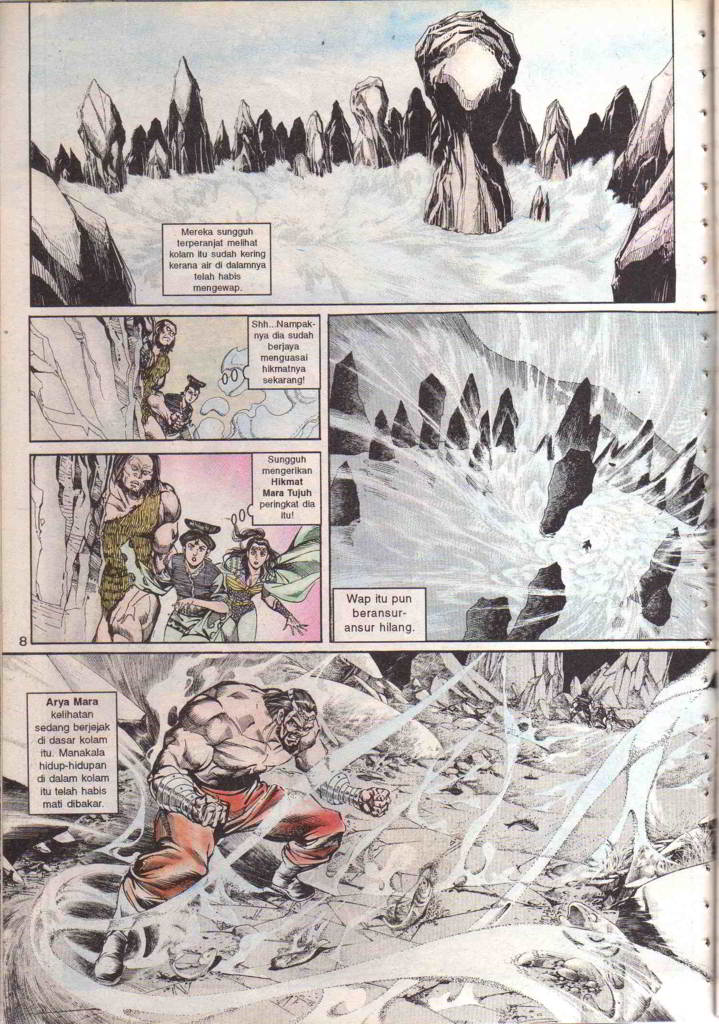 Mereka sungguh
terperanjat melihat
kolam itu sudah kering
kerana air di dalamnya
telah habis
mengewap.
Shh...Nampak-
nya dia sudah
berjaya
menguasai
hikmatnya
sekarang!
Sungguh
mengerikan
Hikmat
Mara Tujuh
peringkat dia
itu!
Wap itu pun
beransur-
ansur hilang.
8
Arya Mara
kelihatan
sedang berjejak
di dasar kolam
itu. Manakala
hidup-hidupan
di dalam kolam
itu telah habis
mati dibakar.